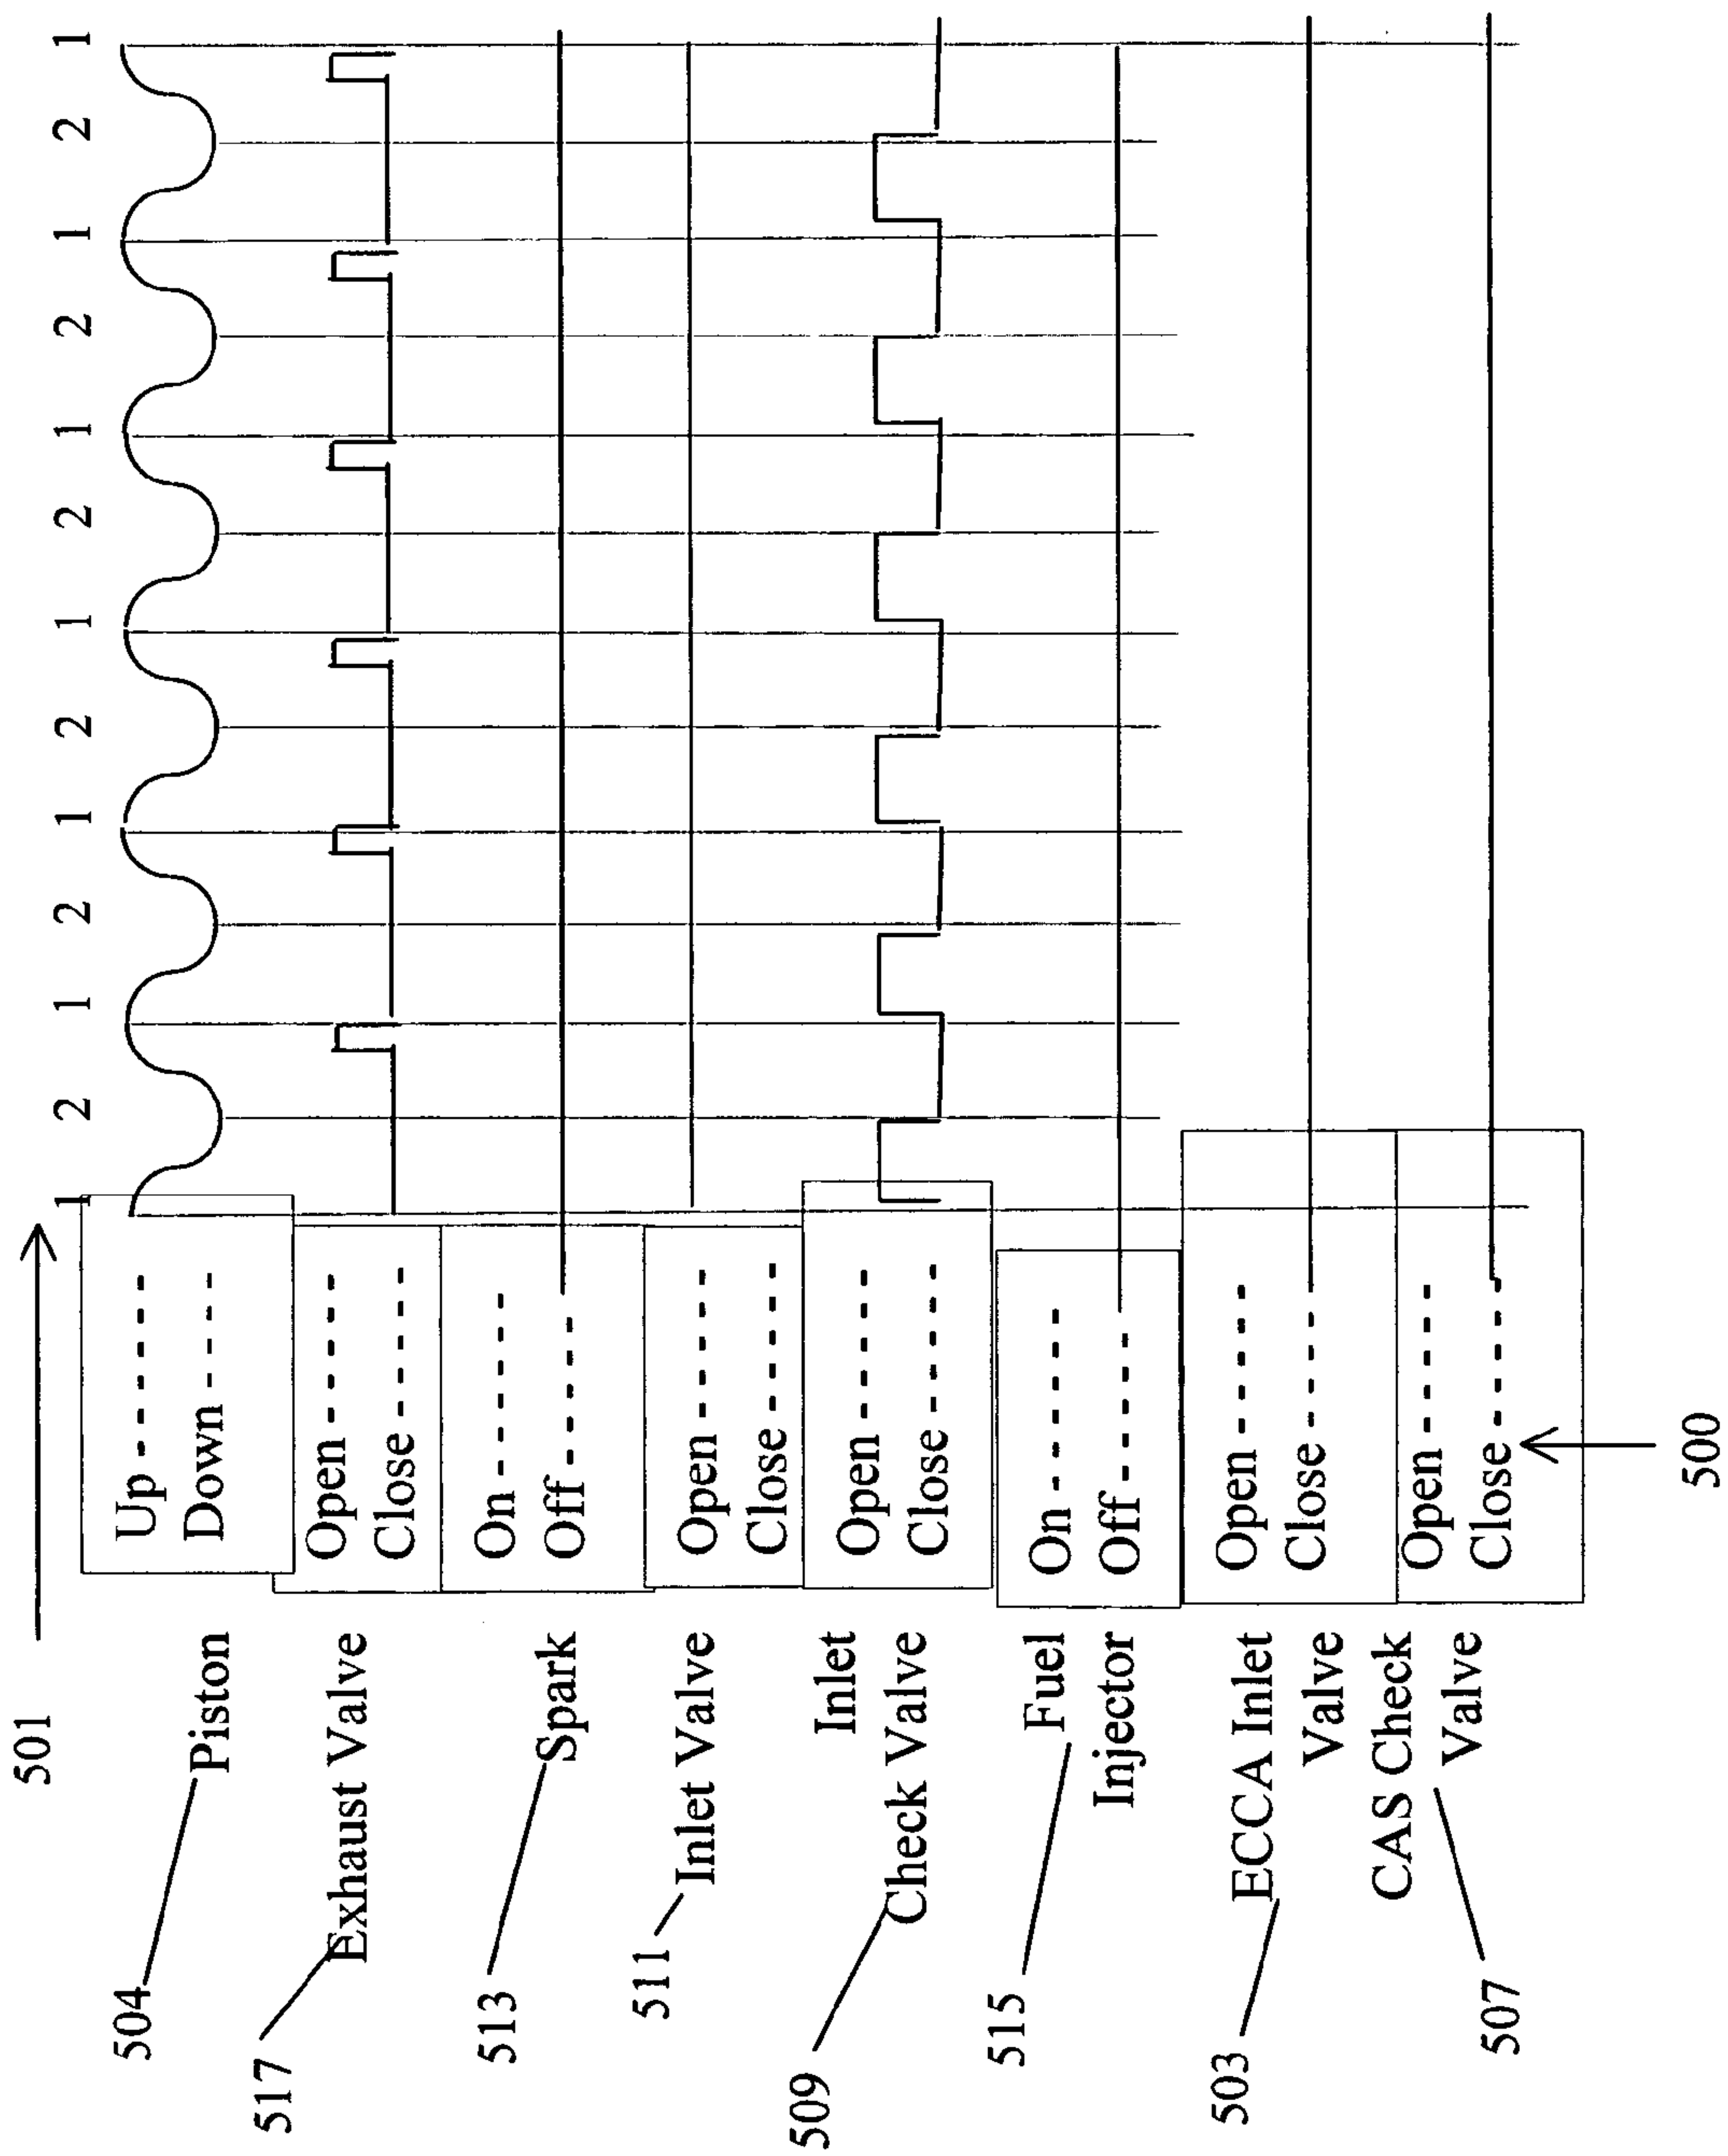 501
1 2 1 2 1 2 1 2 1 2 1 2 1
504 Piston
Up
Down
517 Exhaust Valve
Open
Close
513 Spark
On
Off
511 Inlet Valve
Open
Close
509 Inlet
Check Valve
Open
Close
515 Fuel
Injector
On
Off
503 ECCA Inlet
Valve
Open
Close
507 CAS Check
Valve
Open
Close
500